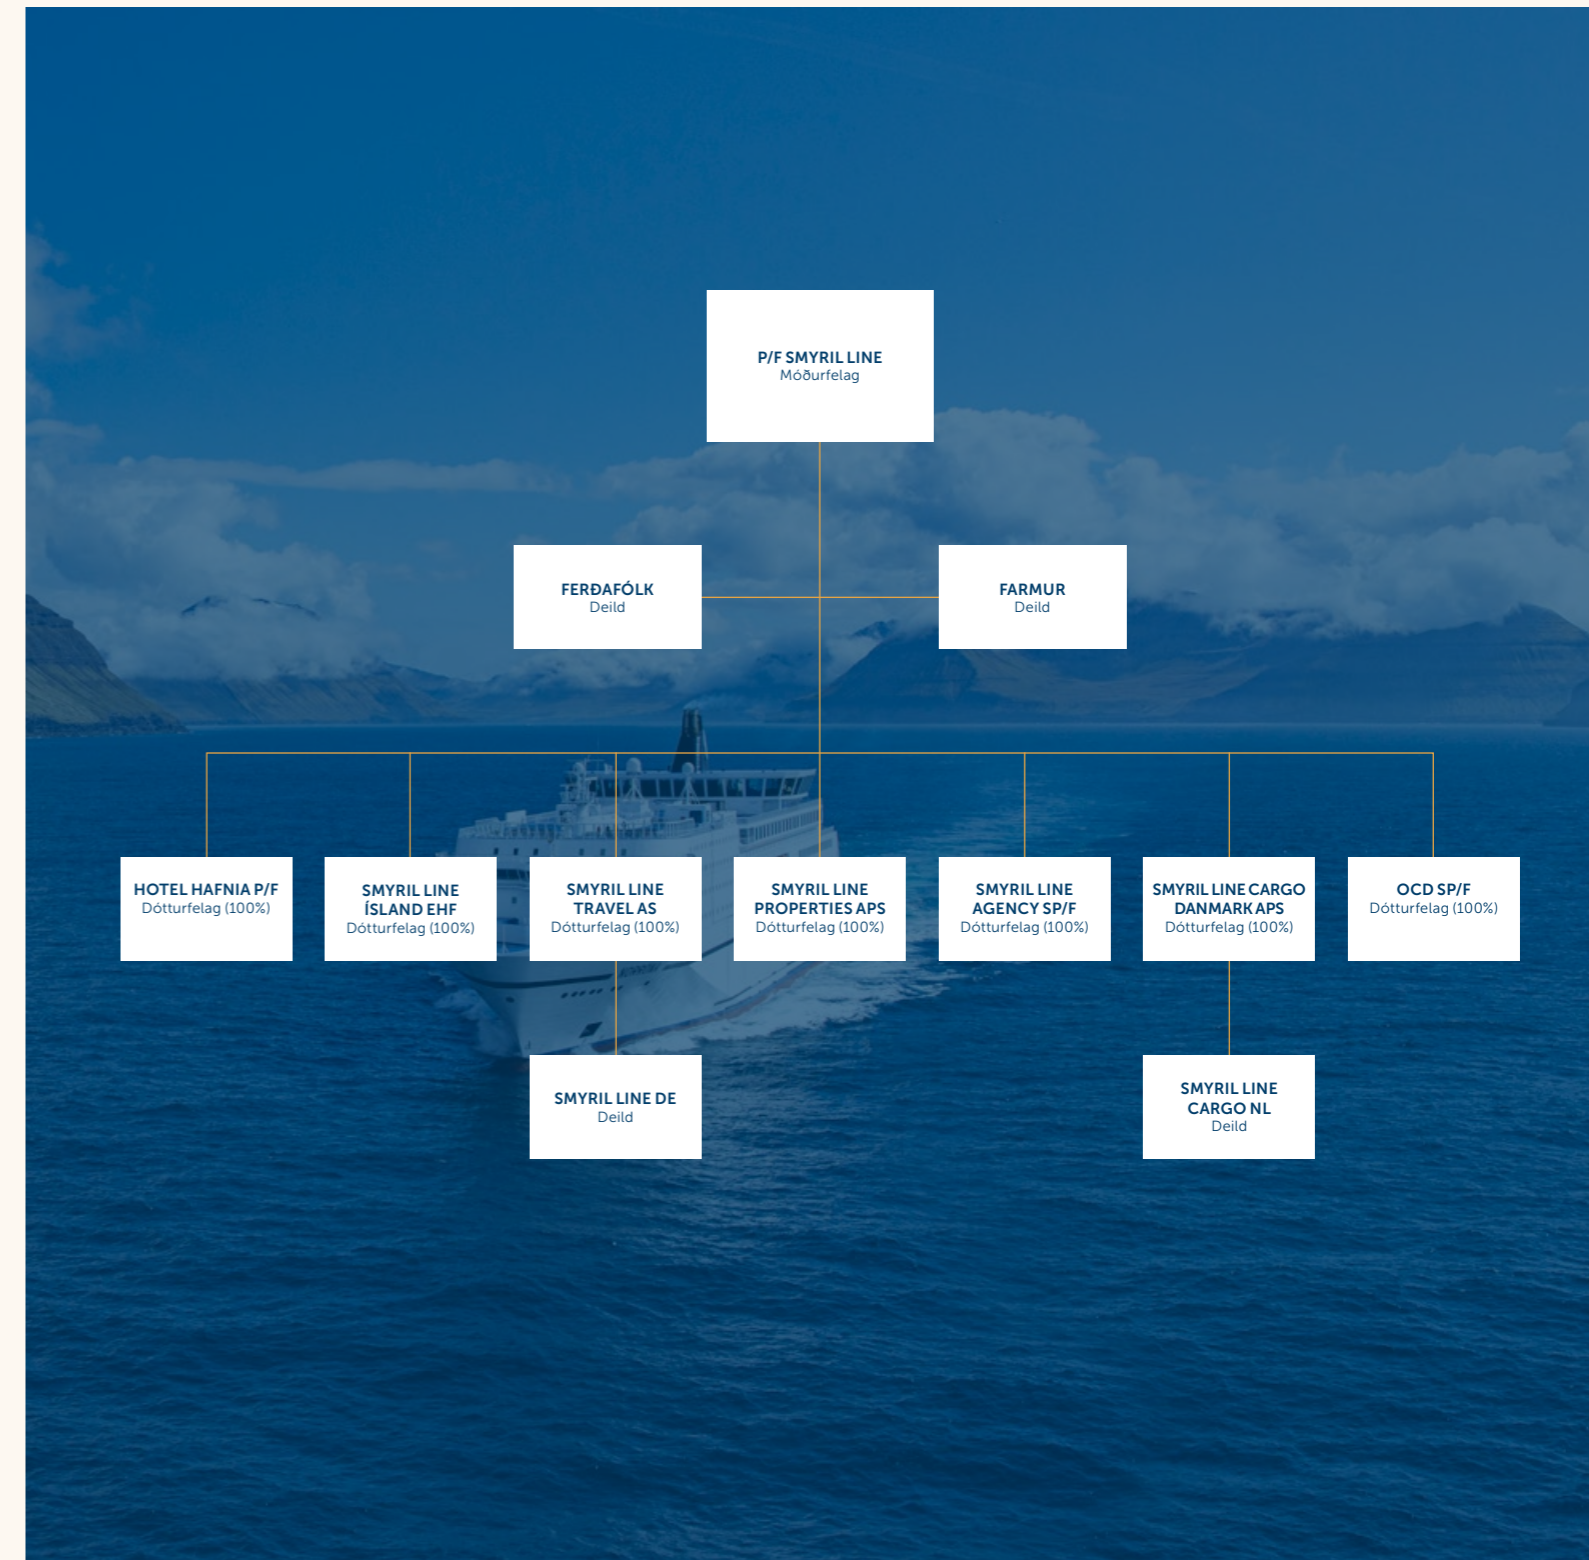 P/F SMYRIL LINE
Móðurfelag
FERÐAFÓLK
Deild
FARMUR
Deild
HOTEL HAFNIA P/F
Dótturfelag (100%)
SMYRIL LINE
ÍSLAND EHF
Dótturfelag (100%)
SMYRIL LINE
TRAVEL AS
Dótturfelag (100%)
SMYRIL LINE
PROPERTIES APS
Dótturfelag (100%)
SMYRIL LINE
AGENCY SP/F
Dótturfelag (100%)
SMYRIL LINE CARGO
DANMARK APS
Dótturfelag (100%)
OCD SP/F
Dótturfelag (100%)
SMYRIL LINE DE
Deild
SMYRIL LINE
CARGO NL
Deild